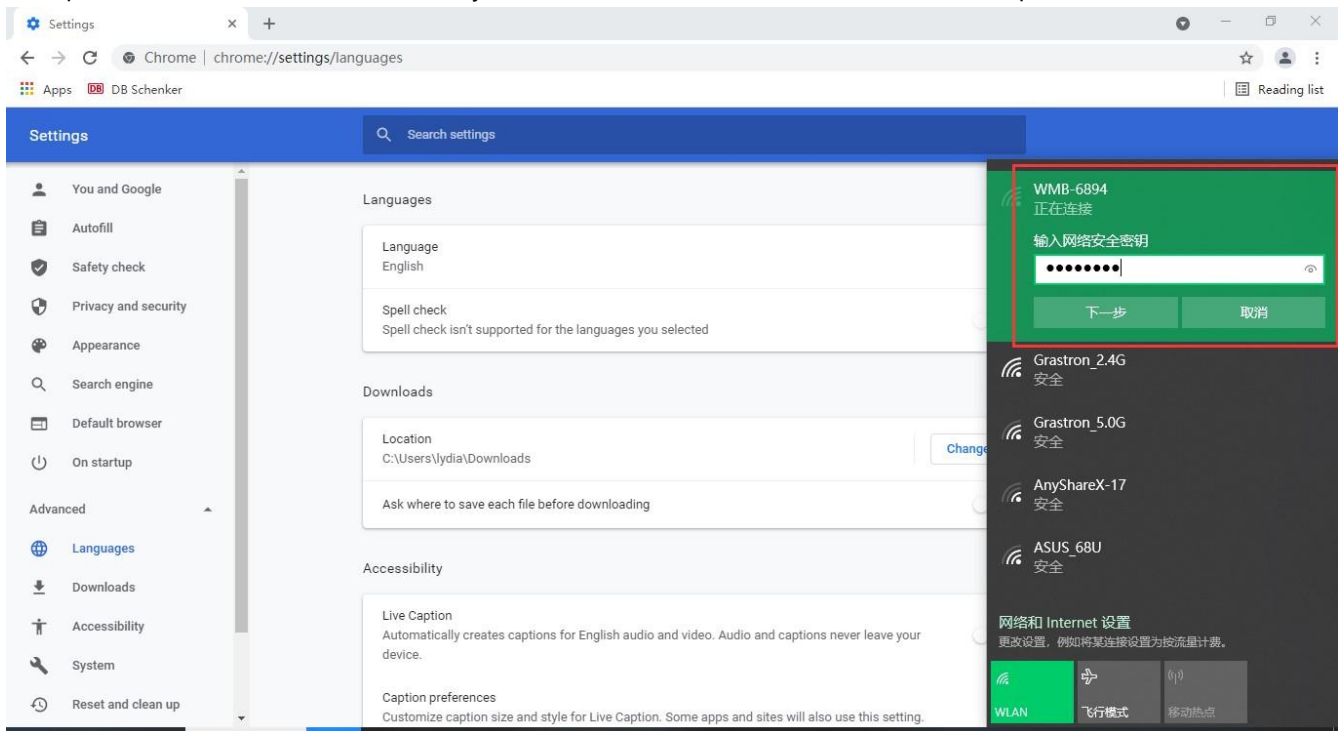 Settings
Chrome | chrome://settings/languages
Apps
DB
DB Schenker
Reading list
Settings
Search settings
You and Google
Autofill
Safety check
Privacy and security
Appearance
Search engine
Default browser
On startup
Advanced
Languages
Downloads
Accessibility
System
Reset and clean up
Languages
Language
English
Spell check
Spell check isn't supported for the languages you selected
Downloads
Location
C:\Users\lydia\Downloads
Change
Ask where to save each file before downloading
Accessibility
Live Caption
Automatically creates captions for English audio and video. Audio and captions never leave your
device.
Caption preferences
Customize caption size and style for Live Caption. Some apps and sites will also use this setting.
WMB-6894
正在连接
输入网络安全密钥
••••••••
下一步
取消
Grastron_2.4G
安全
Grastron_5.0G
安全
AnyShareX-17
安全
ASUS_68U
安全
网络和 Internet 设置
更改设置，例如将某连接设置为按流量计费。
WLAN
飞行模式
移动热点